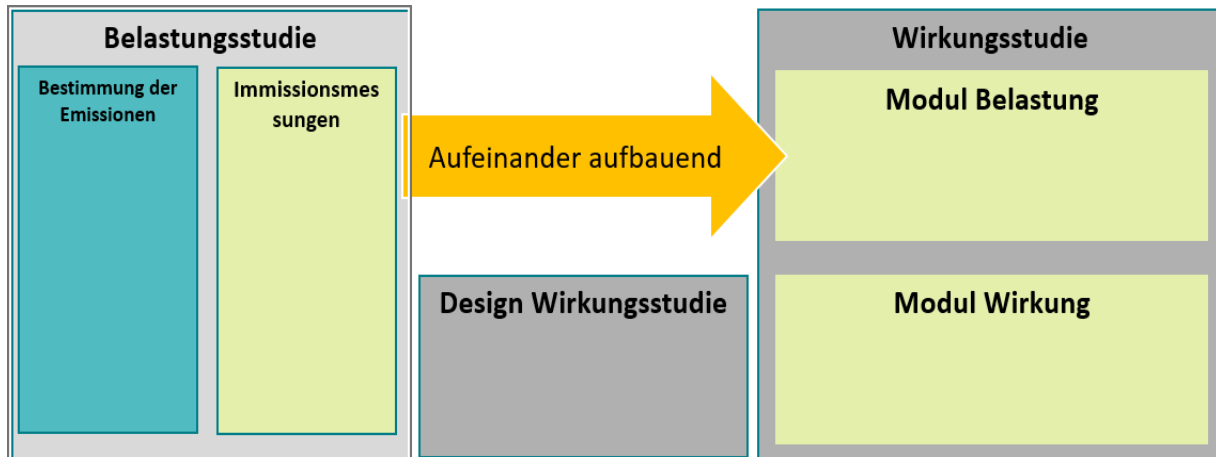 Belastungsstudie
Bestimmung der
Emissionen
Immissionsmes
sungen
Aufeinander aufbauend
Design Wirkungsstudie
Wirkungsstudie
Modul Belastung
Modul Wirkung